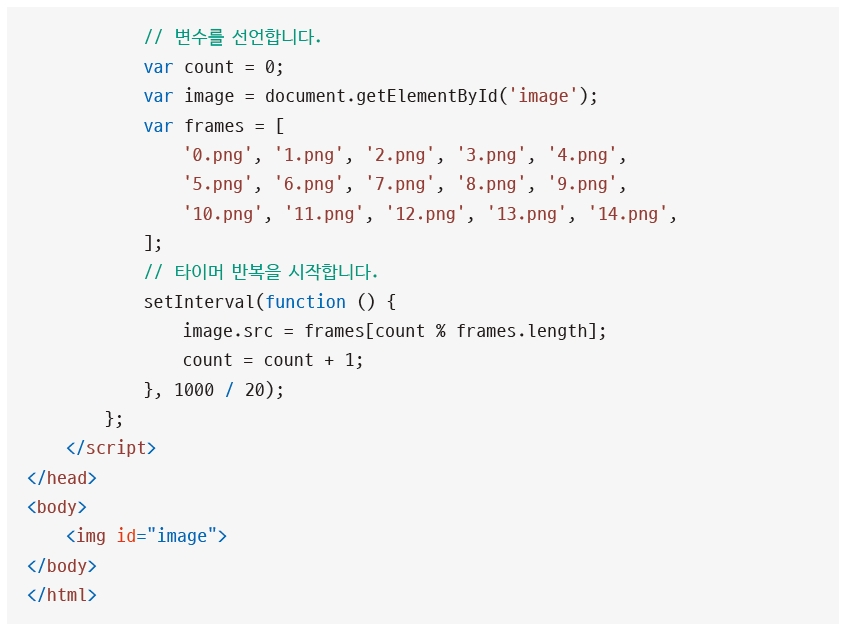 // 변수를 선언합니다.
var count = 0;
var image = document.getElementById('image');
var frames = [
'0.png', '1.png', '2.png', '3.png', '4.png',
'5.png', '6.png', '7.png', '8.png', '9.png',
'10.png', '11.png', '12.png', '13.png', '14.png',
];
// 타이머 반복을 시작합니다.
setInterval(function () {
image.src = frames[count % frames.length];
count = count + 1;
}, 1000 / 20);
};
</script>
</head>
<body>
<img id="image">
</body>
</html>